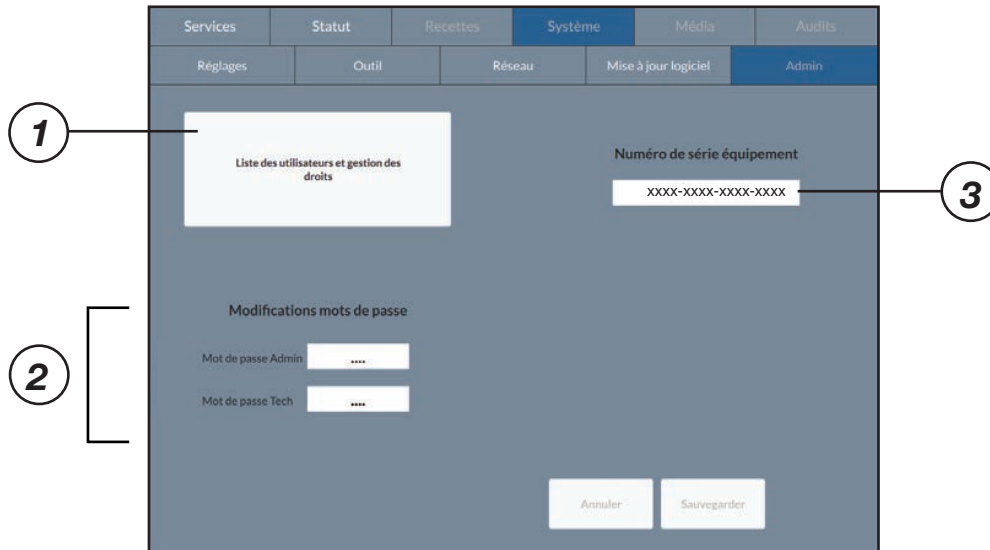 Services Statut Recettes Système Média Audits
Réglages Outil Réseau Mise à jour logiciel Admin
1
Liste des utilisateurs et gestion des
droits
Numéro de série équipement
XXXX-XXXX-XXXX-XXXX
3
2
Modifications mots de passe
Mot de passe Admin ....
Mot de passe Tech ....
Annuler Sauvegarder